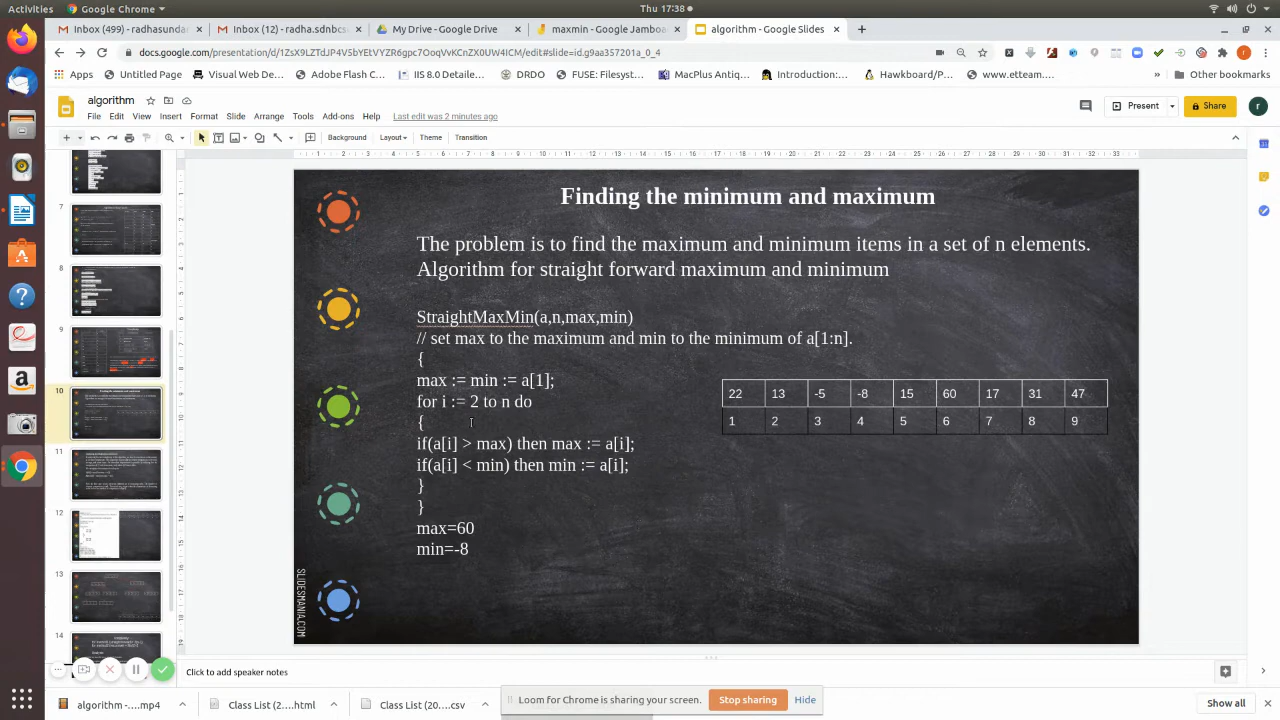 Activities
Google Chrome
Thu 17:38
Inbox (499) - radhasundar
Inbox (12) - radha.sdnbcs
My Drive - Google Drive
maxmin - Google Jamboard
algorithm - Google Slides
docs.google.com/presentation/d/1ZsX9LZTdJP4V5bYEtVYZR6gpc7OoqVvKCnZX0UW4ICM/edit#slide=id.g9aa357201a_0_4
Apps
Untitled Page
Visual Web De...
Adobe Flash C...
IIS 8.0 Detaile...
DRDO
FUSE: Filesyst...
MacPlus Antiq...
Introduction:...
Hawkboard/P...
www.etteam...
»
Other bookmarks
algorithm
File Edit View Insert Format Slide Arrange Tools Add-ons Help
Last edit was 2 minutes ago
Present
Share
r
Background
Layout
Theme
Transition
7
8
9
10
11
12
13
14
Finding the minimum and maximum
The problem is to find the maximum and minimum items in a set of n elements.
Algorithm for straight forward maximum and minimum
StraightMaxMin(a,n,max,min)
// set max to the maximum and min to the minimum of a[1:n].
{
max := min := a[1];
for i := 2 to n do
{
if(a[i] > max) then max := a[i];
if(a[i] < min) then min := a[i];
}
}
max=60
min=-8
22 13 -5 -8 15 60 17 31 47
1 2 3 4 5 6 7 8 9
SLIDESMANIA.COM
Click to add speaker notes
algorithm -....mp4
Class List (2....html
Class List (20....csv
Loom for Chrome is sharing your screen.
Stop sharing
Hide
Show all